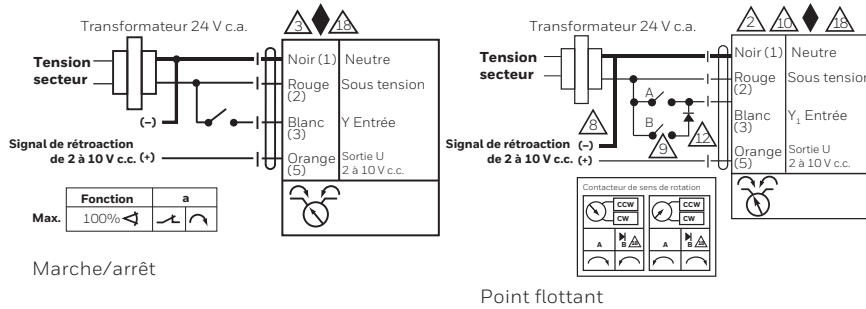 Transformateur 24 V c.a.
3 18
Tension
secteur
Noir (1) Neutre
Rouge
(2) Sous tension
Blanc
(3) Y Entrée
(–)
Signal de rétroaction
de 2 à 10 V c.c. (+)
Orange
(5) Sortie U
2 à 10 V c.c.
Fonction a
Max. 100%
Marche/arrêt
Transformateur 24 V c.a.
2 10 18
Tension
secteur
Noir (1) Neutre
Rouge
(2) Sous tension
A
Blanc
(3) Y1 Entrée
B
8 9 12
Signal de rétroaction (–)
de 2 à 10 V c.c. (+)
Orange
(5) Sortie U
2 à 10 V c.c.
Contacteur de sens de rotation
CCW CCW
CW CW
A B 18 A B 18
Point flottant